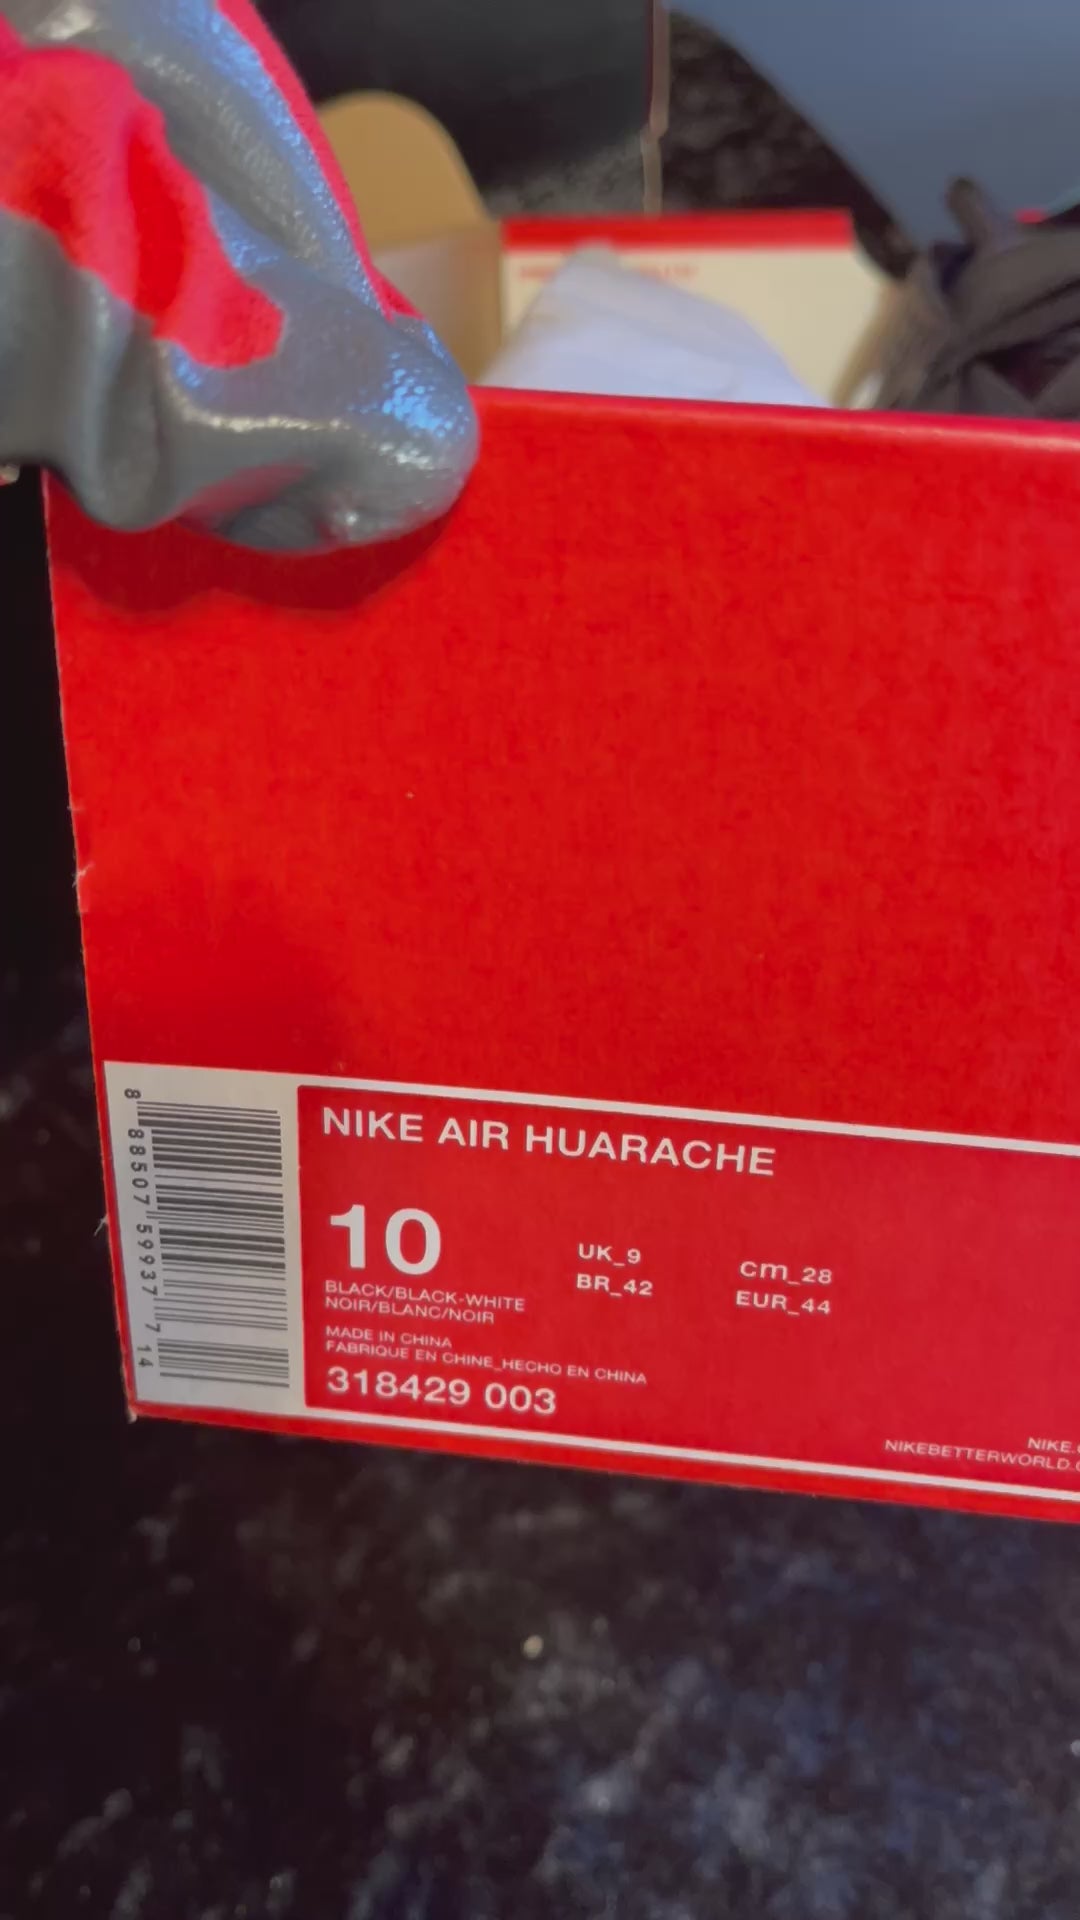 NIKE AIR HUARACHE
10
UK_9
cm_28
BR_42
EUR_44
BLACK/BLACK-WHITE
NOIR/BLANC/NOIR
MADE IN CHINA
FABRIQUE EN CHINE_HECHO EN CHINA
318429 003
NIKE.
NIKEBETTERWORLD.
8 88507 59937 7 14